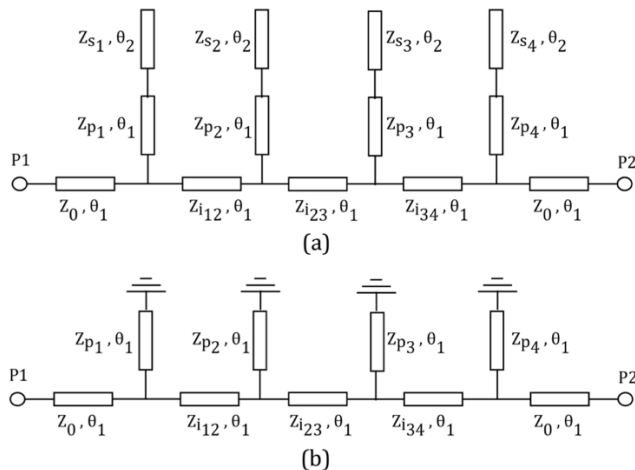 Zs1, θ2 Zs2, θ2 Zs3, θ2 Zs4, θ2
Zp1, θ1 Zp2, θ1 Zp3, θ1 Zp4, θ1
P1 P2
Z0, θ1 Zi12, θ1 Zi23, θ1 Zi34, θ1 Z0, θ1
(a)
Zp1, θ1 Zp2, θ1 Zp3, θ1 Zp4, θ1
P1 P2
Z0, θ1 Zi12, θ1 Zi23, θ1 Zi34, θ1 Z0, θ1
(b)